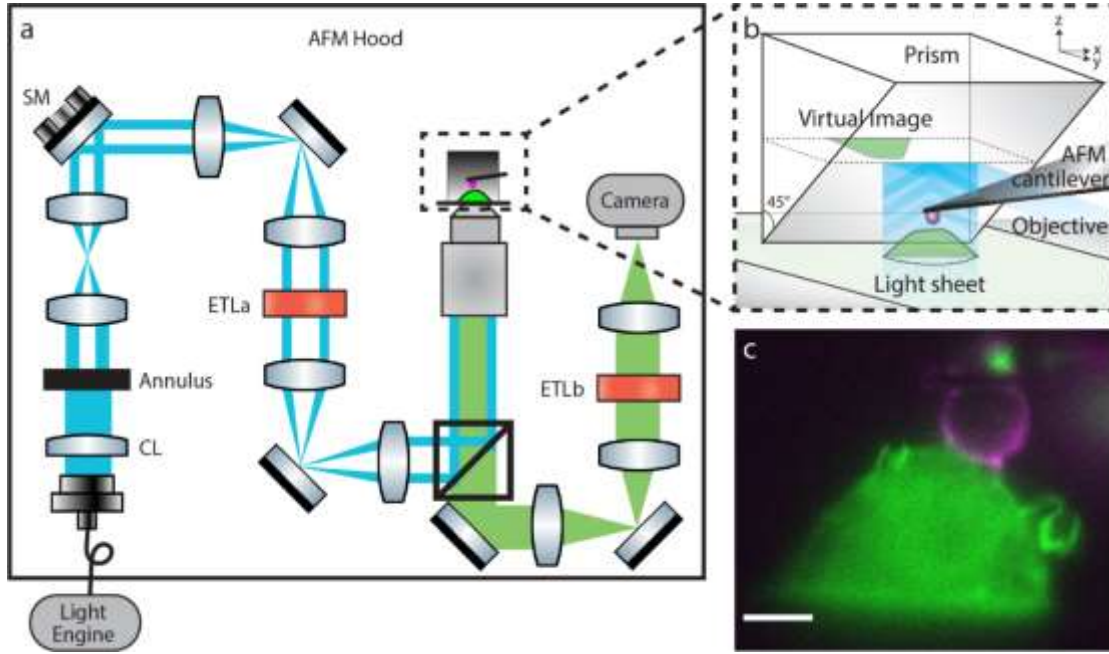 a
AFM Hood
SM
Camera
ETLa
ETLb
Annulus
CL
Light
Engine
b
z
x
y
Prism
Virtual Image
AFM
cantilever
45°
Objective
Light sheet
c